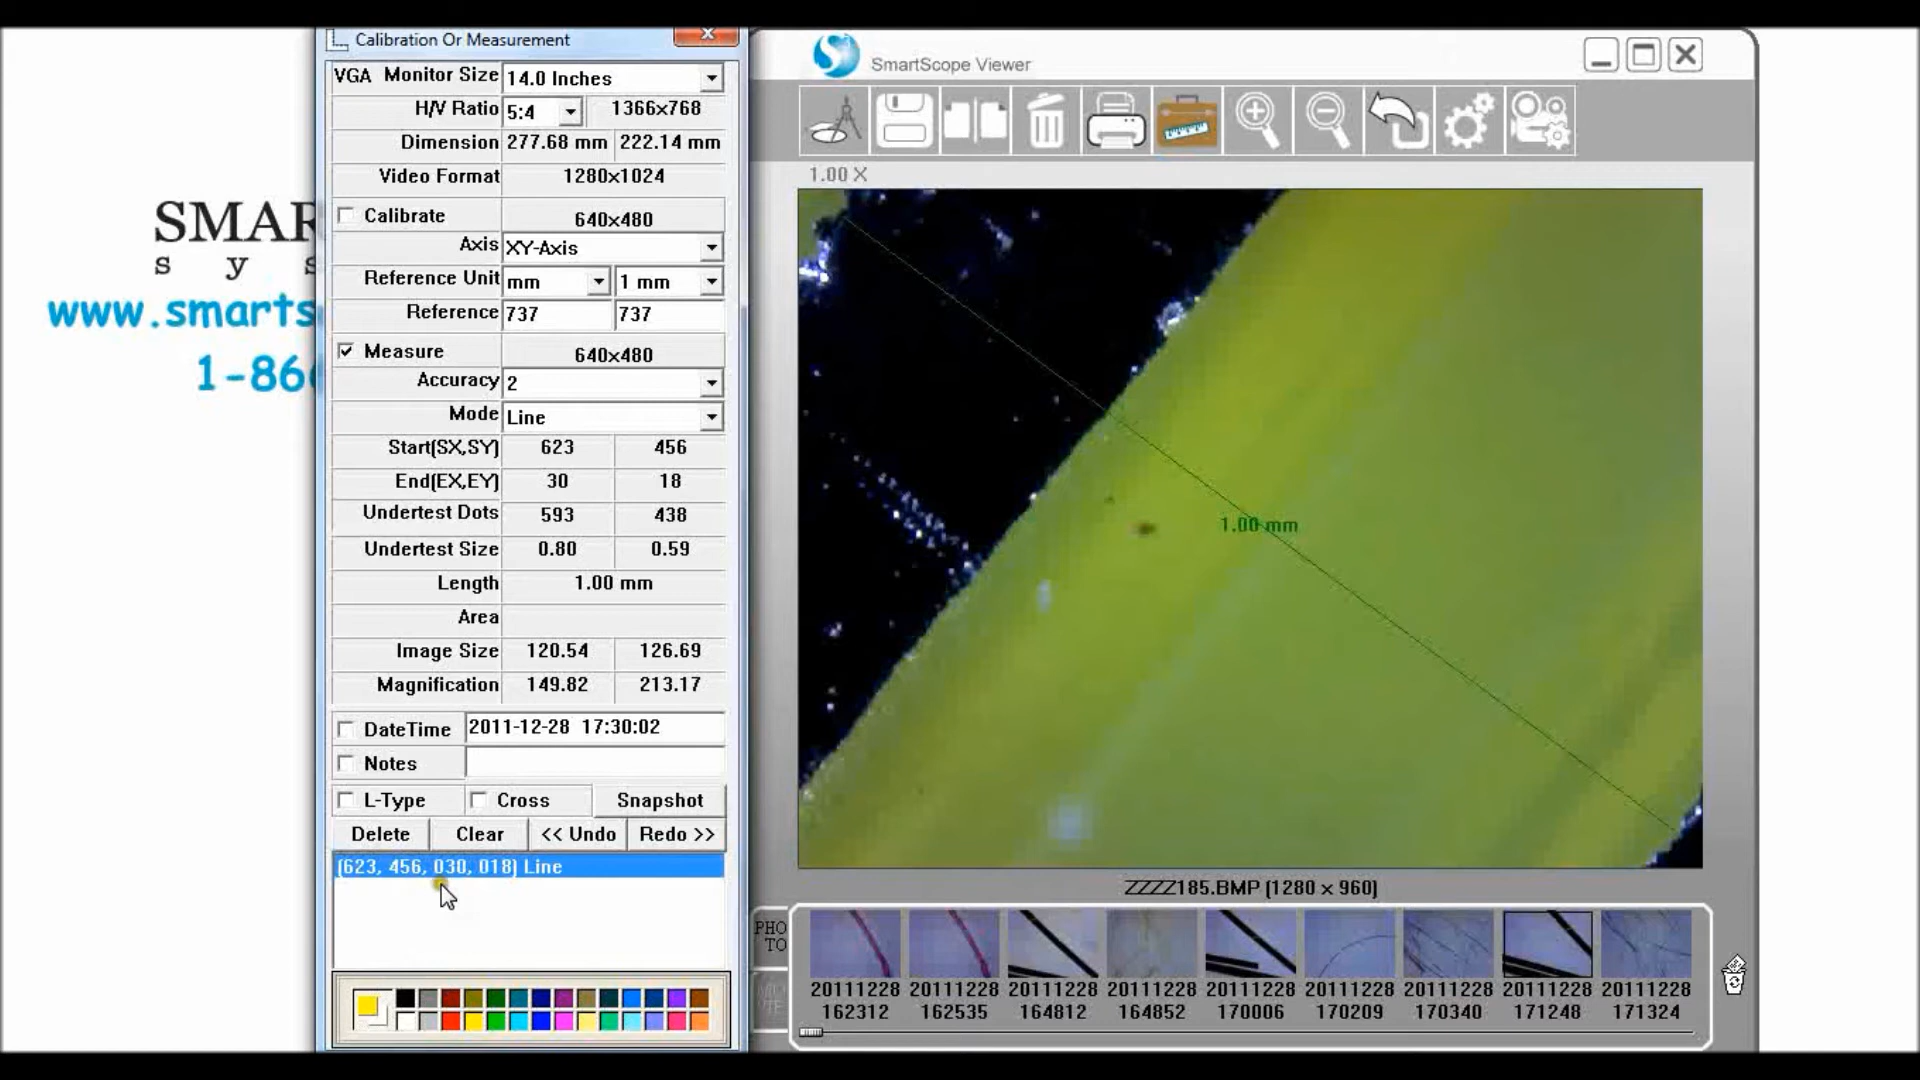 SMAR
s y s
www.smarts
1-866
Calibration Or Measurement
VGA Monitor Size 14.0 Inches
H/V Ratio 5:4 1366x768
Dimension 277.68 mm 222.14 mm
Video Format 1280x1024
Calibrate 640x480
Axis XY-Axis
Reference Unit mm 1 mm
Reference 737 737
Measure 640x480
Accuracy 2
Mode Line
Start(SX,SY) 623 456
End(EX,EY) 30 18
Undertest Dots 593 438
Undertest Size 0.80 0.59
Length 1.00 mm
Area
Image Size 120.54 126.69
Magnification 149.82 213.17
DateTime 2011-12-28 17:30:02
Notes
L-Type Cross Snapshot
Delete Clear << Undo Redo >>
(623, 456, 030, 018) Line
SmartScope Viewer
1.00 X
1.00 mm
ZZZZ185.BMP (1280 x 960)
PHO
TO
20111228 20111228 20111228 20111228 20111228 20111228 20111228 20111228 20111228
162312 162535 164812 164852 170006 170209 170340 171248 171324